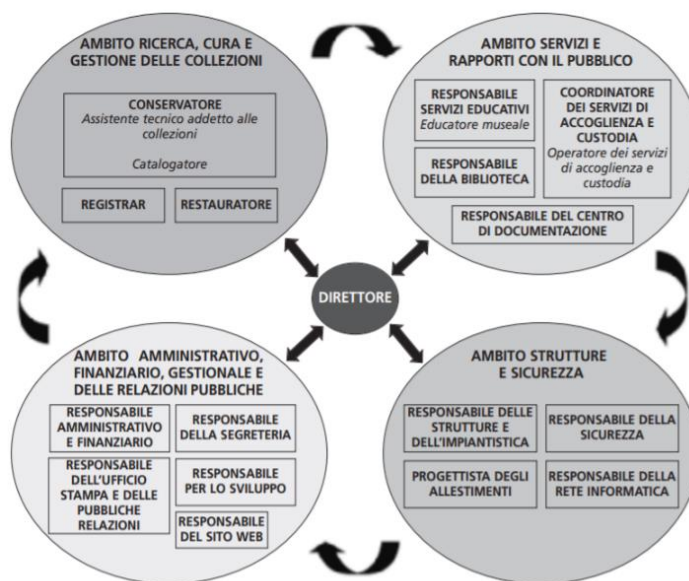 AMBITO RICERCA, CURA E
GESTIONE DELLE COLLEZIONI
CONSERVATORE
Assistente tecnico addetto alle
collezioni
Catalogatore
REGISTRAR
RESTAURATORE
AMBITO SERVIZI E
RAPPORTI CON IL PUBBLICO
RESPONSABILE
SERVIZI EDUCATIVI
Educatore museale
COORDINATORE
DEI SERVIZI DI
ACCOGLIENZA E
CUSTODIA
Operatore dei servizi
di accoglienza e
custodia
RESPONSABILE
DELLA BIBLIOTECA
RESPONSABILE DEL CENTRO
DI DOCUMENTAZIONE
DIRETTORE
AMBITO AMMINISTRATIVO,
FINANZIARIO, GESTIONALE E
DELLE RELAZIONI PUBBLICHE
RESPONSABILE
AMMINISTRATIVO
E FINANZIARIO
RESPONSABILE
DELLA SEGRETERIA
RESPONSABILE
DELL'UFFICIO
STAMPA E DELLE
PUBBLICHE
RELAZIONI
RESPONSABILE
PER LO SVILUPPO
RESPONSABILE
DEL SITO WEB
AMBITO STRUTTURE
E SICUREZZA
RESPONSABILE DELLE
STRUTTURE E
DELL'IMPIANTISTICA
RESPONSABILE DELLA
SICUREZZA
PROGETTISTA DEGLI
ALLESTIMENTI
RESPONSABILE DELLA
RETE INFORMATICA